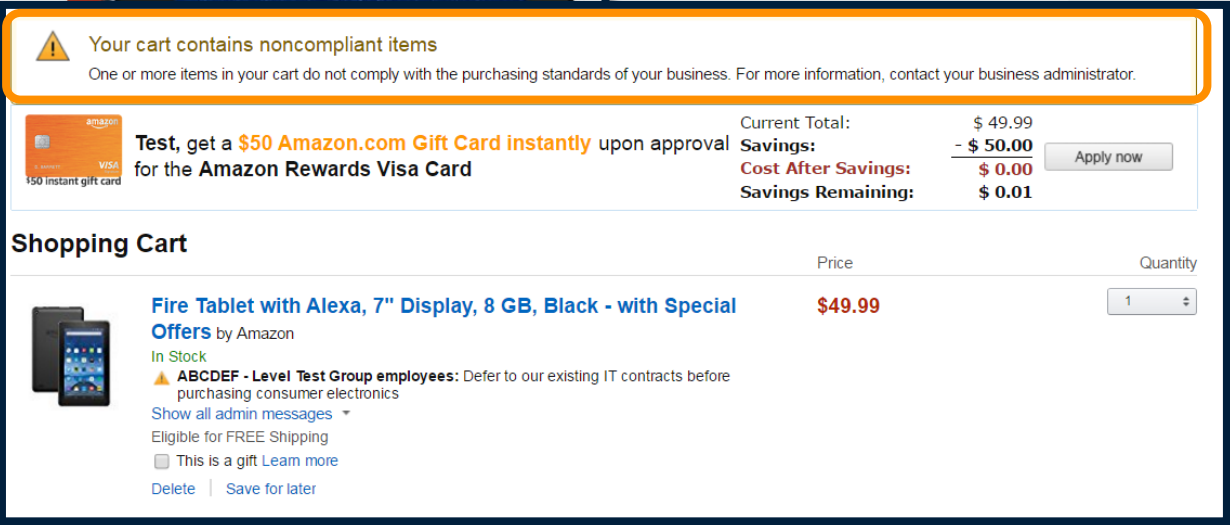 Your cart contains noncompliant items
One or more items in your cart do not comply with the purchasing standards of your business. For more information, contact your business administrator.
amazon
VISA
$50 instant gift card
Test, get a $50 Amazon.com Gift Card instantly upon approval
for the Amazon Rewards Visa Card
Current Total: $ 49.99
Savings: - $ 50.00
Cost After Savings: $ 0.00
Savings Remaining: $ 0.01
Apply now
Shopping Cart
Price Quantity
Fire Tablet with Alexa, 7" Display, 8 GB, Black - with Special
Offers by Amazon
$49.99
1
In Stock
ABCDEF - Level Test Group employees: Defer to our existing IT contracts before
purchasing consumer electronics
Show all admin messages
Eligible for FREE Shipping
This is a gift Learn more
Delete Save for later